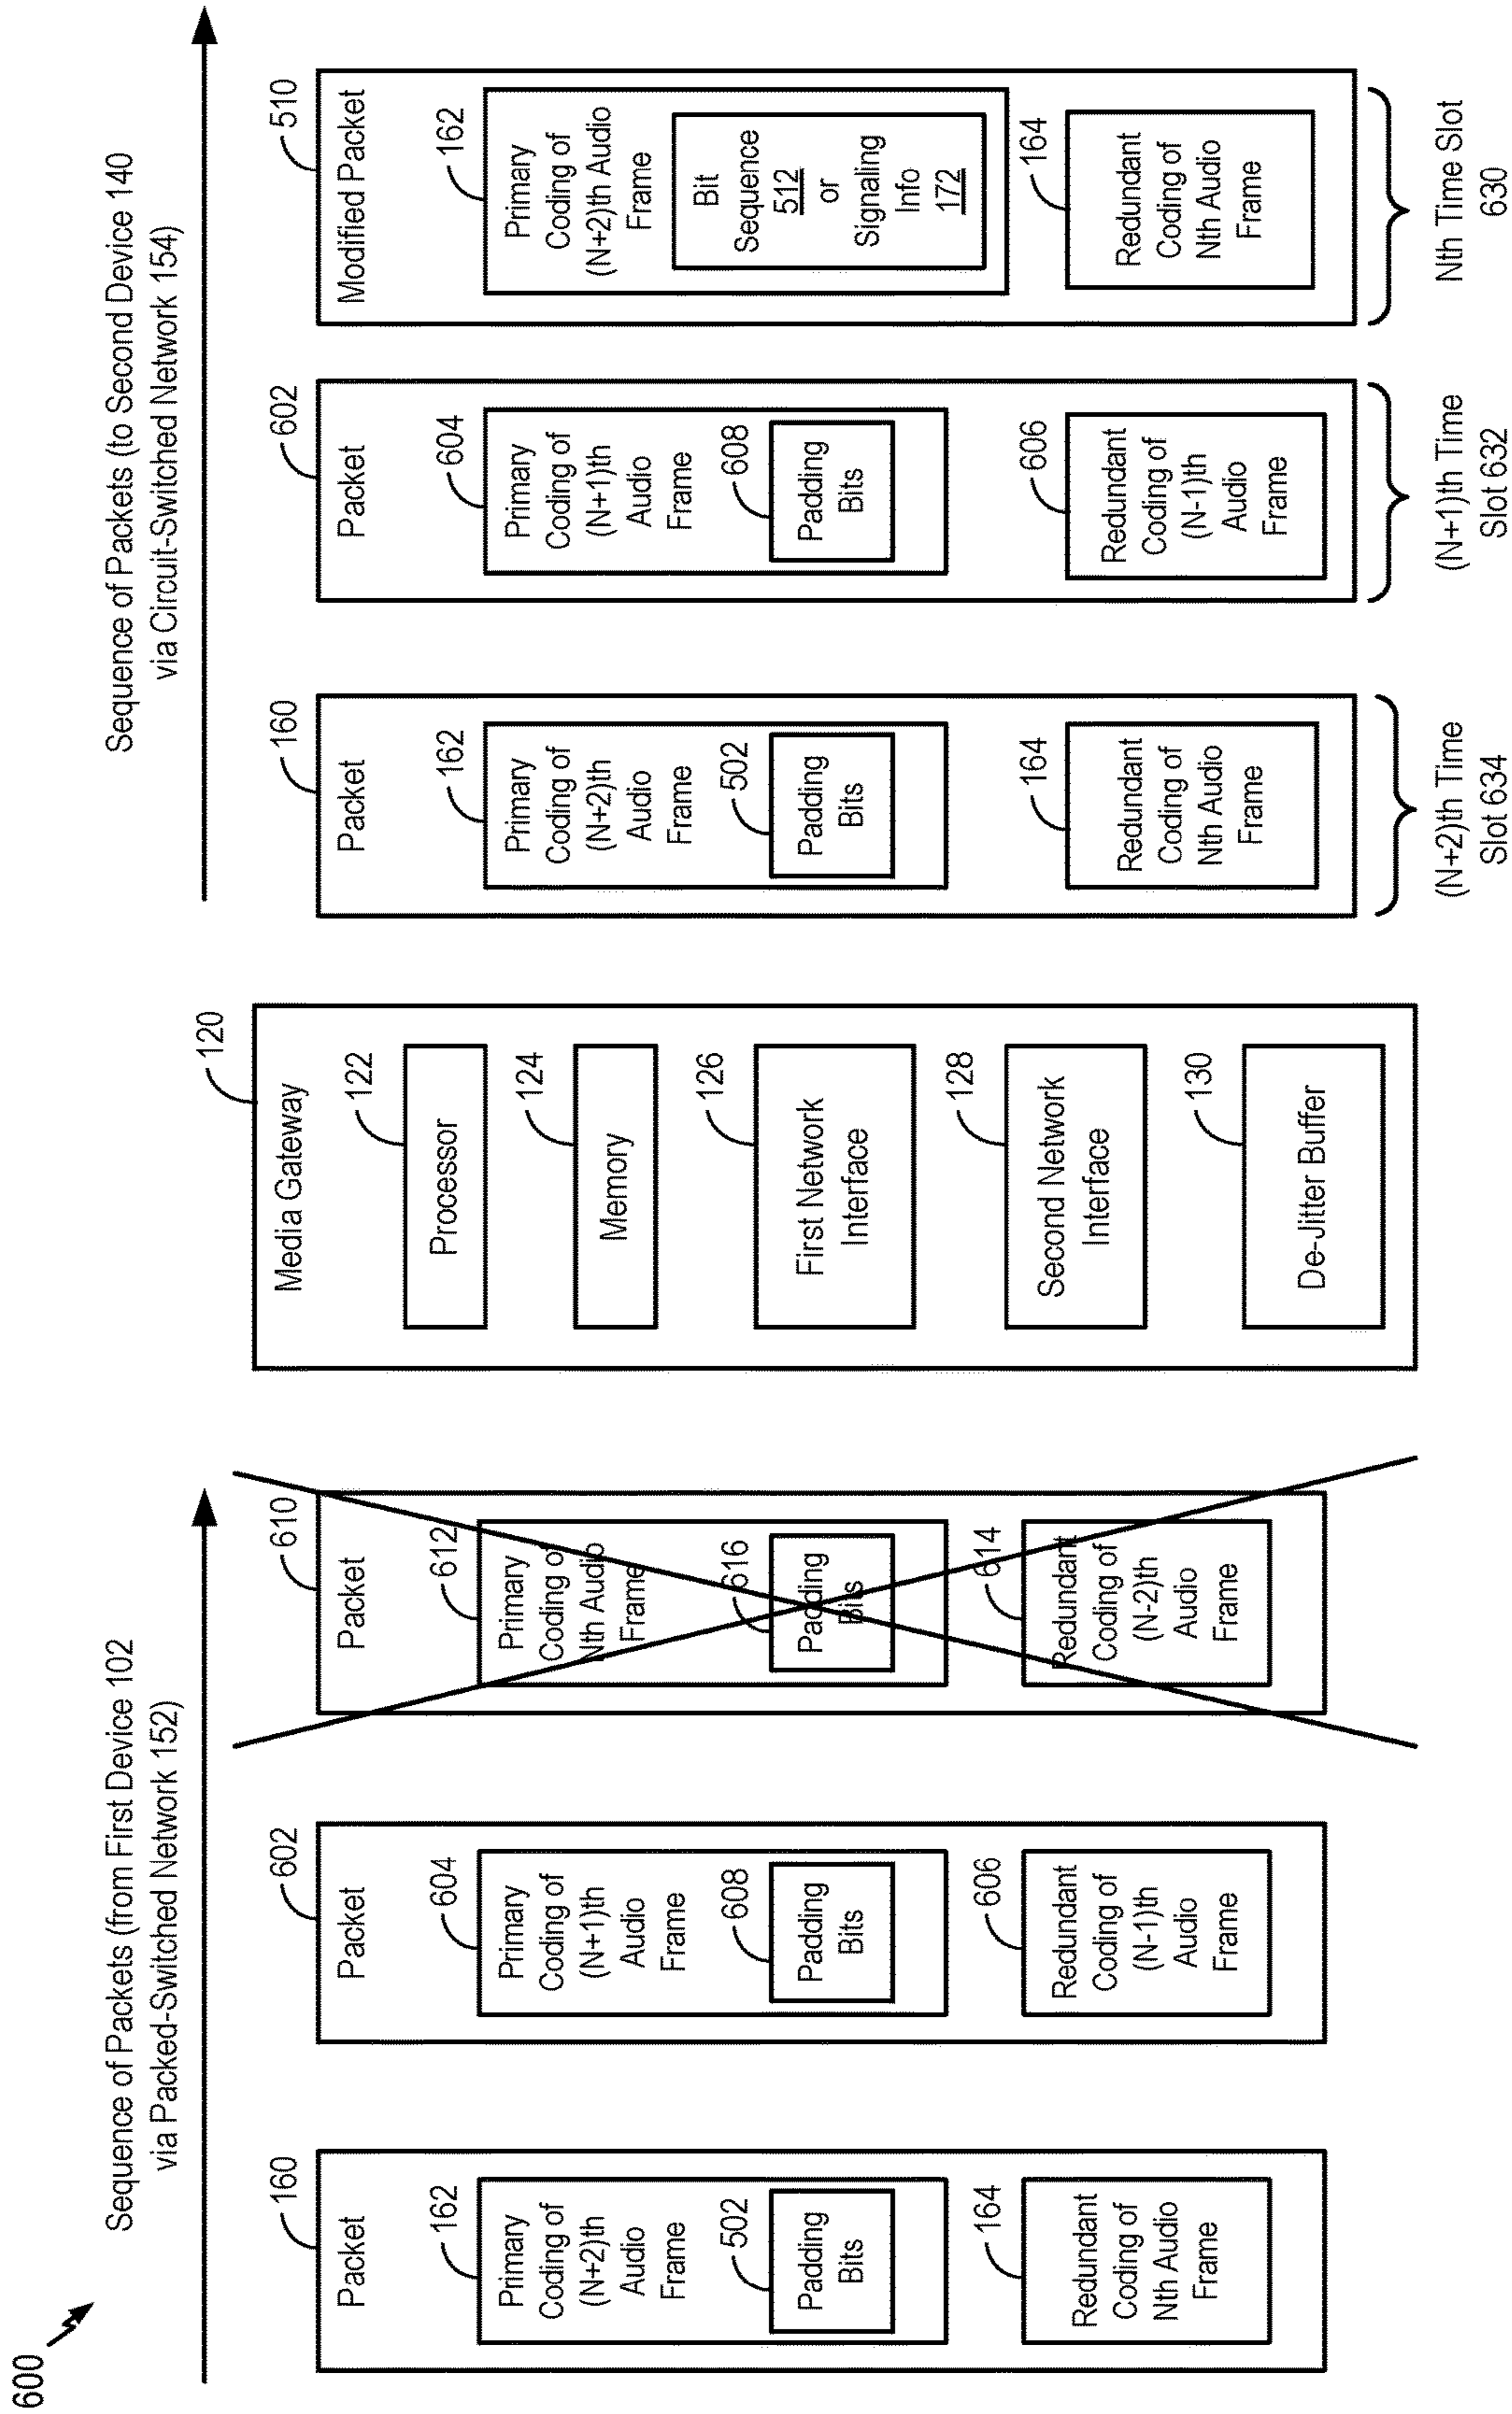 600
Sequence of Packets (from First Device 102
via Packed-Switched Network 152)
160
Packet
162
Primary
Coding of
(N+2)th
Audio
Frame
502
Padding
Bits
164
Redundant
Coding of
Nth Audio
Frame
602
Packet
604
Primary
Coding of
(N+1)th
Audio
Frame
608
Padding
Bits
606
Redundant
Coding of
(N-1)th
Audio
Frame
610
Packet
612
Primary
Coding of
Nth Audio
Frame
616
Padding
Bits
614
Redundant
Coding of
(N-2)th
Audio
Frame
120
Media Gateway
122
Processor
124
Memory
126
First Network
Interface
128
Second Network
Interface
130
De-Jitter Buffer
Sequence of Packets (to Second Device 140
via Circuit-Switched Network 154)
160
Packet
162
Primary
Coding of
(N+2)th
Audio
Frame
502
Padding
Bits
164
Redundant
Coding of
Nth Audio
Frame
(N+2)th Time
Slot 634
602
Packet
604
Primary
Coding of
(N+1)th
Audio
Frame
608
Padding
Bits
606
Redundant
Coding of
(N-1)th
Audio
Frame
(N+1)th Time
Slot 632
510
Modified Packet
162
Primary
Coding of
(N+2)th Audio
Frame
Bit
Sequence
512
or
Signaling
Info
172
164
Redundant
Coding of
Nth Audio
Frame
Nth Time Slot
630